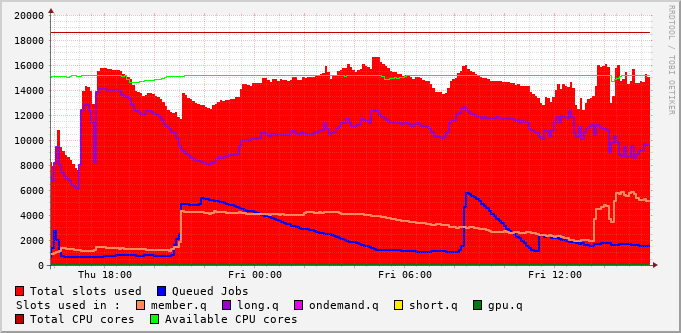 20000
18000
16000
14000
12000
10000
8000
6000
4000
2000
0
Thu 18:00 Fri 00:00 Fri 06:00 Fri 12:00
RRDTOOL / TOBI OETIKER
Total slots used Queued Jobs
Slots used in : member.q long.q ondemand.q short.q gpu.q
Total CPU cores Available CPU cores